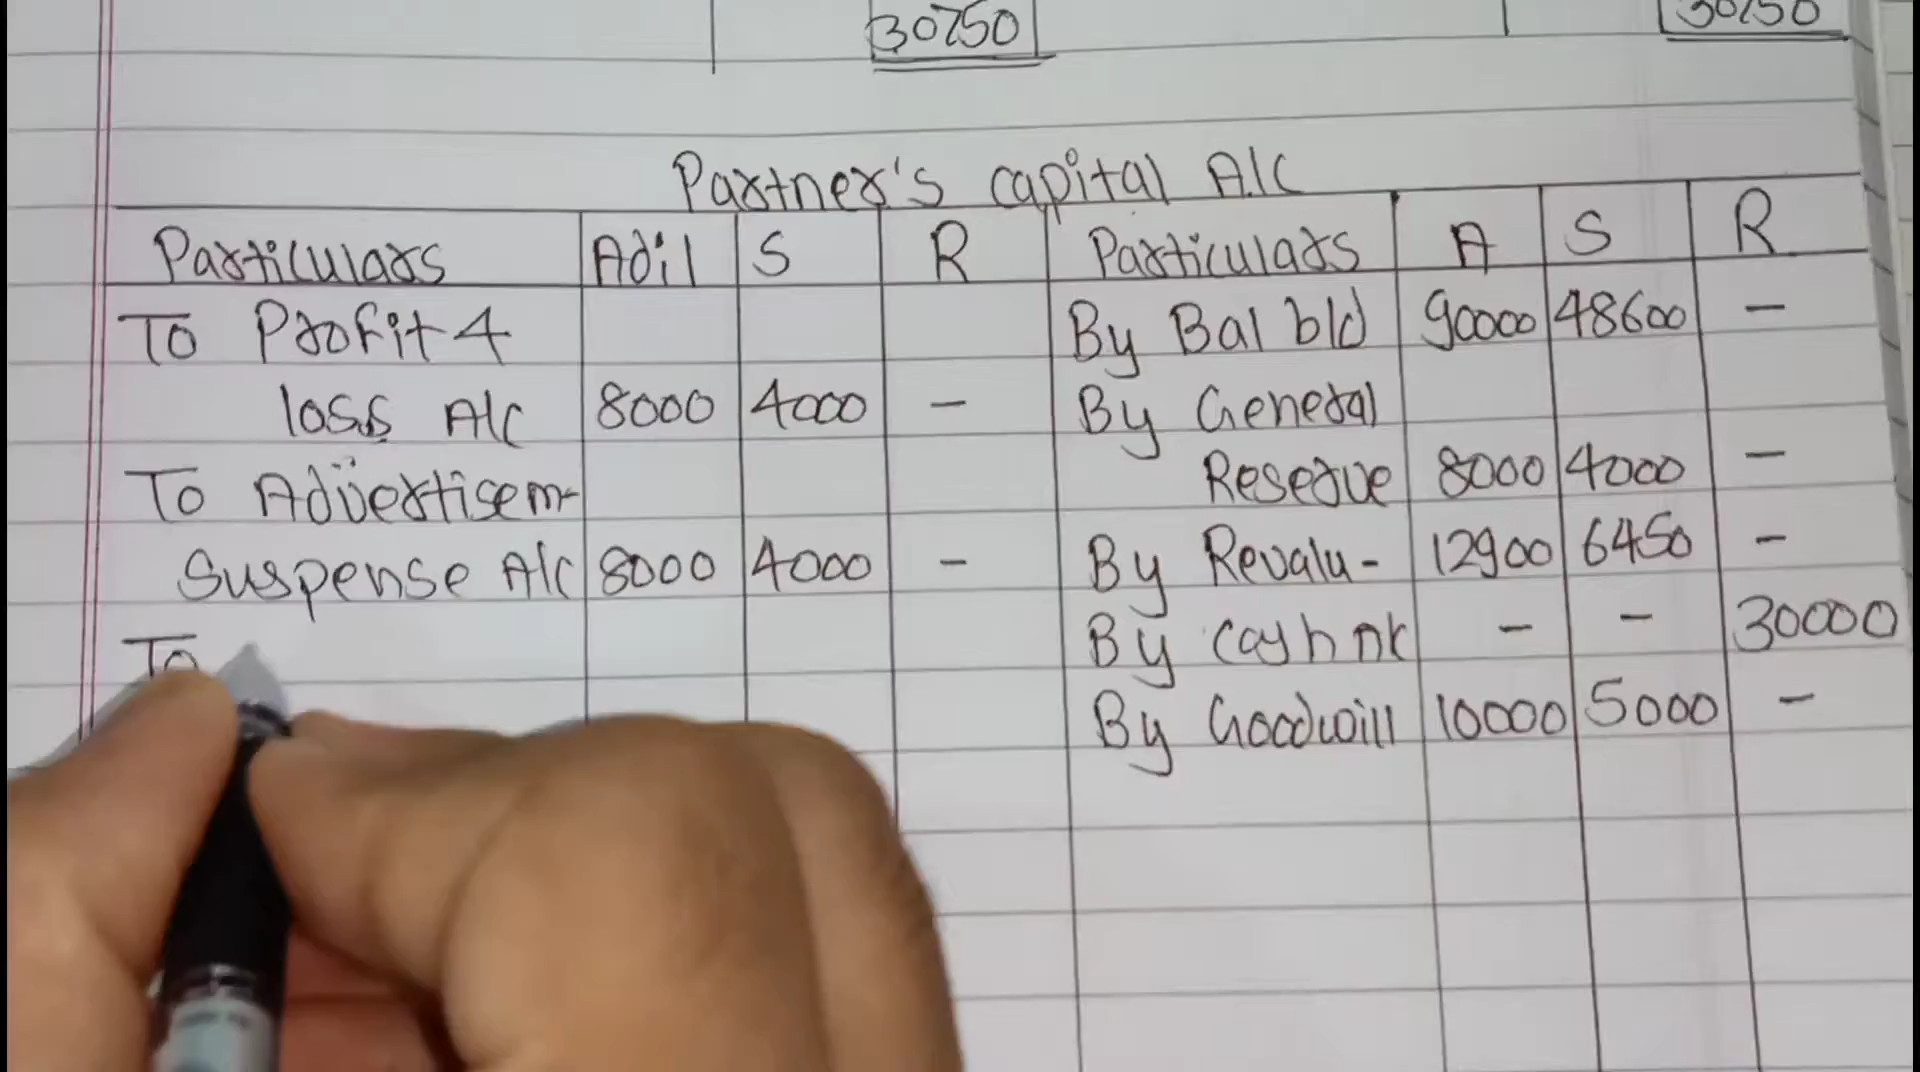 30750 30750
Partner's capital A/C
Particulars Adil S R Particulars A S R
To Profit & By Bal b/d 90000 48600 -
loss A/C 8000 4000 - By General
To Advertisem- Reserve 8000 4000 -
Suspense A/C 8000 4000 - By Revalu- 12900 6450 -
To By cash A/C - - 30000
By Goodwill 10000 5000 -